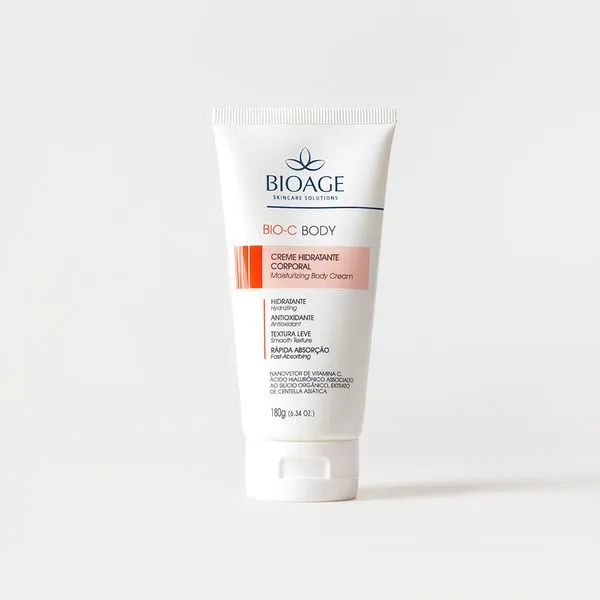 BIOAGE
SKINCARE SOLUTIONS
BIO-C BODY
CREME HIDRATANTE
CORPORAL
Moisturizing Body Cream
HIDRATANTE
Hydrating
ANTIOXIDANTE
Antioxidant
TEXTURA LEVE
Smooth Texture
RÁPIDA ABSORÇÃO
Fast-Absorbing
NANOVETOR DE VITAMINA C,
ÁCIDO HIALURÔNICO ASSOCIADO
AO SILÍCIO ORGÂNICO, EXTRATO
DE CENTELLA ASIÁTICA
180g (6.34 OZ.)